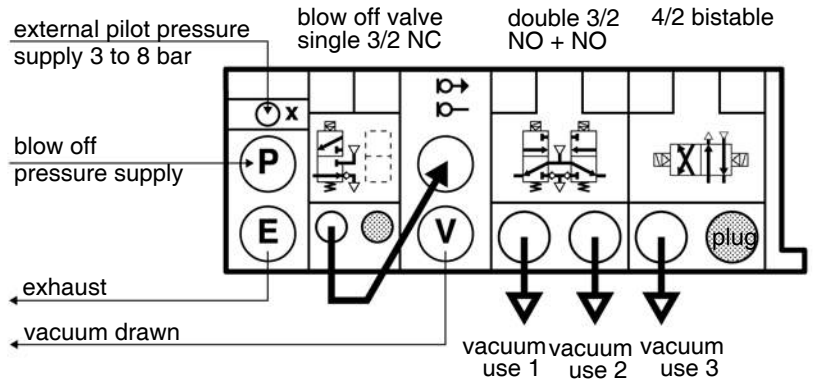 external pilot pressure
supply 3 to 8 bar
blow off valve
single 3/2 NC
double 3/2
NO + NO
4/2 bistable
x
blow off
pressure supply
P
E
V
plug
exhaust
vacuum drawn
vacuum
use 1
vacuum
use 2
vacuum
use 3